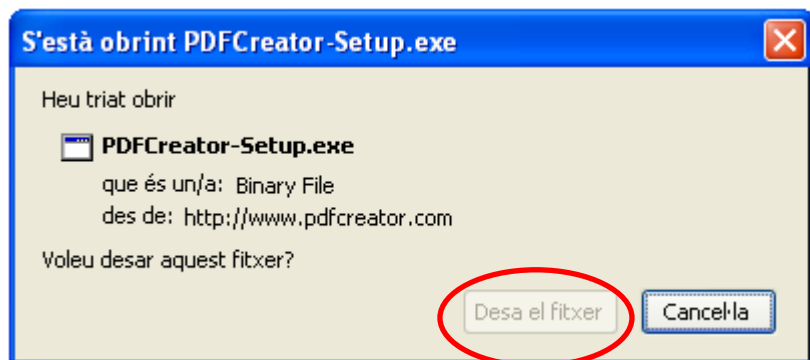 S'està obrint PDFCreator-Setup.exe
Heu triat obrir
PDFCreator-Setup.exe
que és un/a: Binary File
des de: http://www.pdfcreator.com
Voleu desar aquest fitxer?
Desa el fitxer Cancel·la